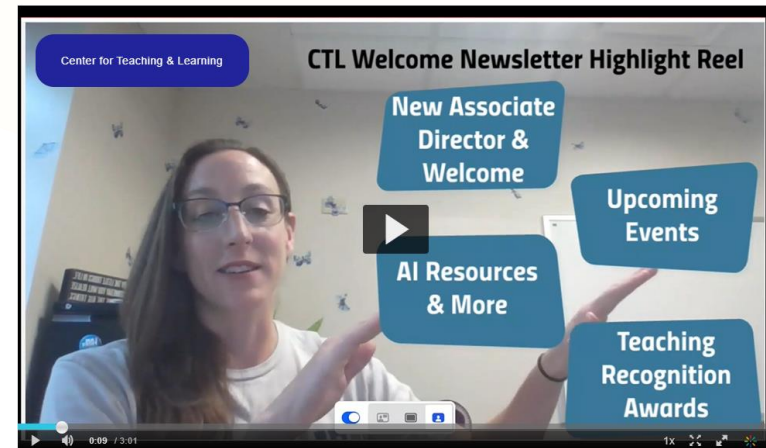 Center for Teaching & Learning
CTL Welcome Newsletter Highlight Reel
New Associate
Director &
Welcome
Upcoming
Events
AI Resources
& More
Teaching
Recognition
Awards
0:09 / 3:01
1x